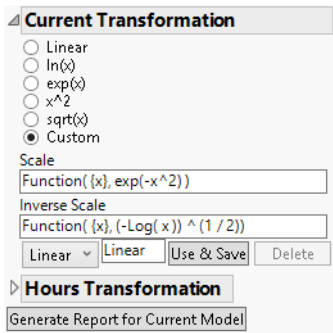 Current Transformation
Linear
ln(x)
exp(x)
x^2
sqrt(x)
Custom
Scale
Function( {x}, exp(-x^2) )
Inverse Scale
Function( {x}, (-Log( x )) ^ (1 / 2))
Linear Linear Use & Save Delete
Hours Transformation
Generate Report for Current Model